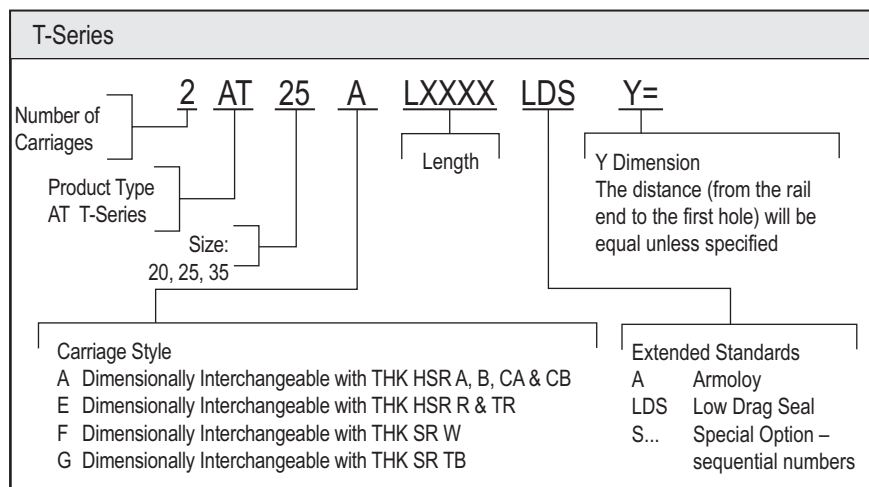 T-Series
2 AT 25 A LXXXX LDS Y=
Number of
Carriages
Product Type
AT T-Series
Size:
20, 25, 35
Length
Y Dimension
The distance (from the rail
end to the first hole) will be
equal unless specified
Carriage Style
A Dimensionally Interchangeable with THK HSR A, B, CA & CB
E Dimensionally Interchangeable with THK HSR R & TR
F Dimensionally Interchangeable with THK SR W
G Dimensionally Interchangeable with THK SR TB
Extended Standards
A Armoloy
LDS Low Drag Seal
S... Special Option –
sequential numbers